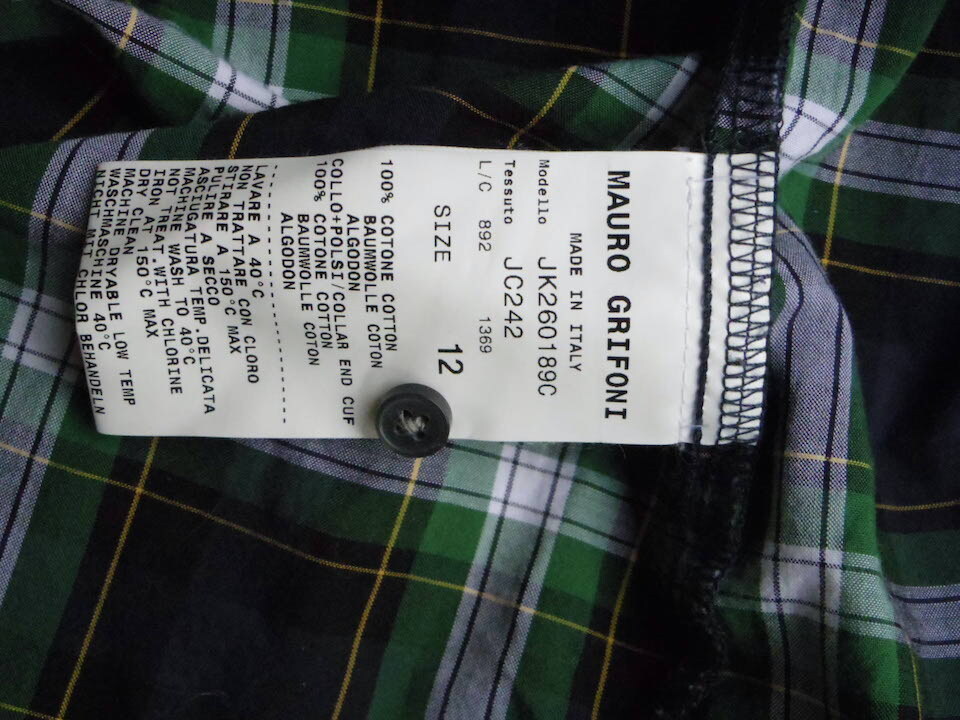 MAURO GRIFONI
MADE IN ITALY
Modello JK260189C
Tessuto JC242
L/C 892 1369
SIZE 12
100% COTONE COTTON
BAUMWOLLE COTON
ALGODON
COLLO+POLSI/COLLAR END CUF
100% COTONE COTTON
BAUMWOLLE COTON
ALGODON
LAVARE A 40°C
NON TRATTARE CON CLORO
STIRARE A 150°C MAX
PULIRE A SECCO
ASCIUGATURA TEMP.DELICATA
MACHINE WASH TO 40°C
NOT TREAT.WITH CHLORINE
IRON AT 150°C MAX
DRY CLEAN
MACHINE DRYABLE LOW TEMP
WASCHMASCHINE 40°C
NICHT MIT CHLOR BEHANDELN